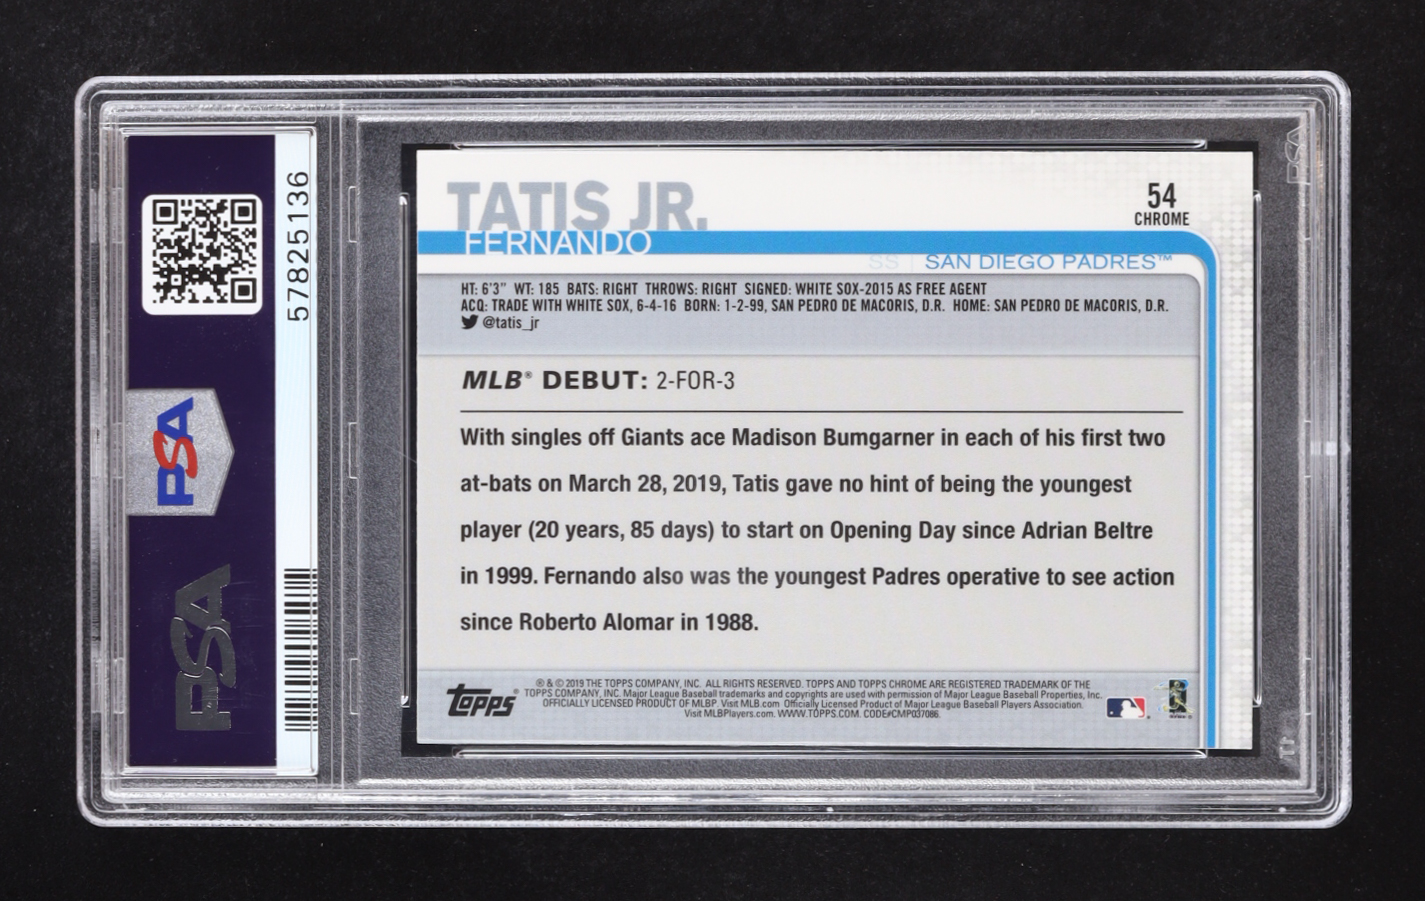 57825136
PSA
PSA
TATIS JR.
FERNANDO
54
CHROME
SS | SAN DIEGO PADRES™
HT: 6'3" WT: 185 BATS: RIGHT THROWS: RIGHT SIGNED: WHITE SOX-2015 AS FREE AGENT
ACQ: TRADE WITH WHITE SOX, 6-4-16 BORN: 1-2-99, SAN PEDRO DE MACORIS, D.R. HOME: SAN PEDRO DE MACORIS, D.R.
@tatis_jr
MLB® DEBUT: 2-FOR-3
With singles off Giants ace Madison Bumgarner in each of his first two
at-bats on March 28, 2019, Tatis gave no hint of being the youngest
player (20 years, 85 days) to start on Opening Day since Adrian Beltre
in 1999. Fernando also was the youngest Padres operative to see action
since Roberto Alomar in 1988.
topps®
® & © 2019 THE TOPPS COMPANY, INC. ALL RIGHTS RESERVED. TOPPS AND TOPPS CHROME ARE REGISTERED TRADEMARK OF THE
TOPPS COMPANY, INC. Major League Baseball trademarks and copyrights are used with permission of Major League Baseball Properties, Inc.
OFFICIALLY LICENSED PRODUCT OF MLBP. Visit MLB.com Officially Licensed Product of Major League Baseball Players Association.
Visit MLBPlayers.com. WWW.TOPPS.COM. CODE#CMP037086
PSA